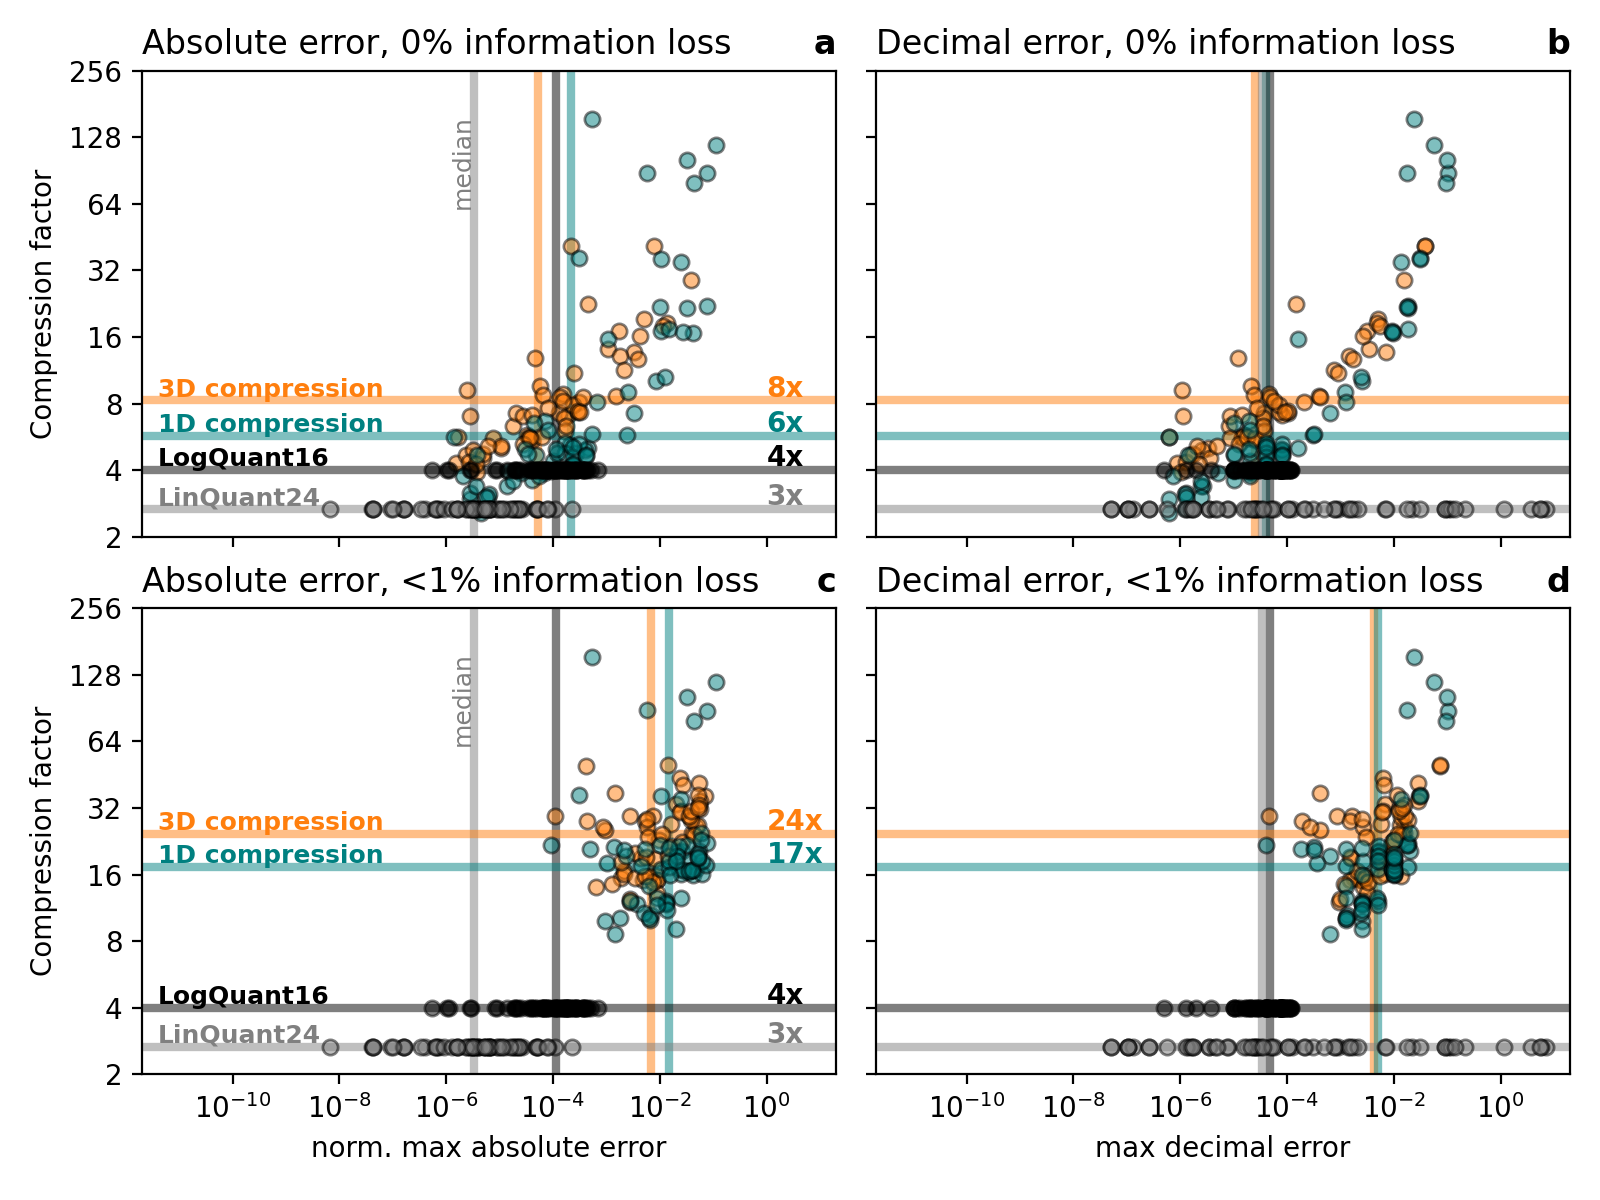 Absolute error, 0% information loss a
Decimal error, 0% information loss b
256
128
64
32
16
8
4
2
Compression factor
median
3D compression 8x
1D compression 6x
LogQuant16 4x
LinQuant24 3x
Absolute error, <1% information loss c
Decimal error, <1% information loss d
256
128
64
32
16
8
4
2
Compression factor
median
3D compression 24x
1D compression 17x
LogQuant16 4x
LinQuant24 3x
10⁻¹⁰ 10⁻⁸ 10⁻⁶ 10⁻⁴ 10⁻² 10⁰
norm. max absolute error
10⁻¹⁰ 10⁻⁸ 10⁻⁶ 10⁻⁴ 10⁻² 10⁰
max decimal error